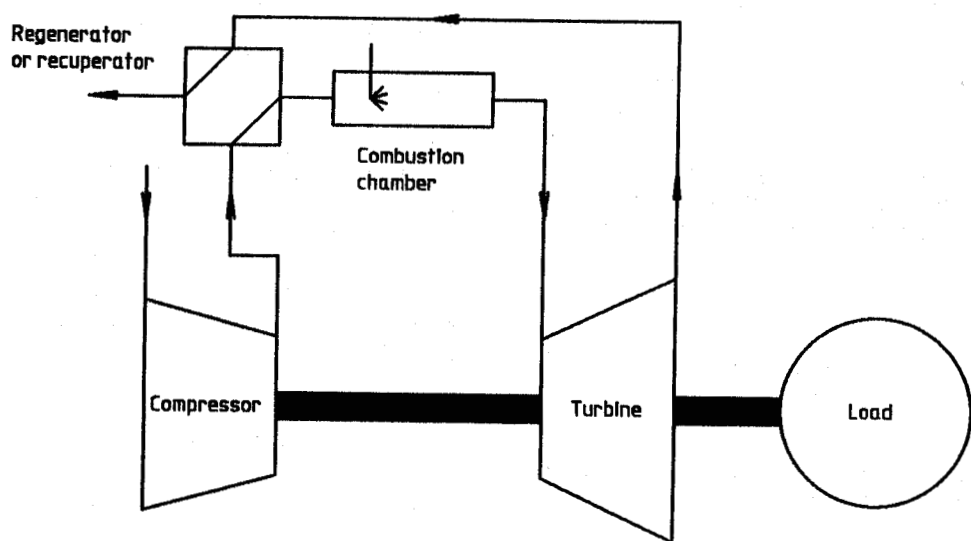 Regenerator
or recuperator
Combustion
chamber
Compressor
Turbine
Load